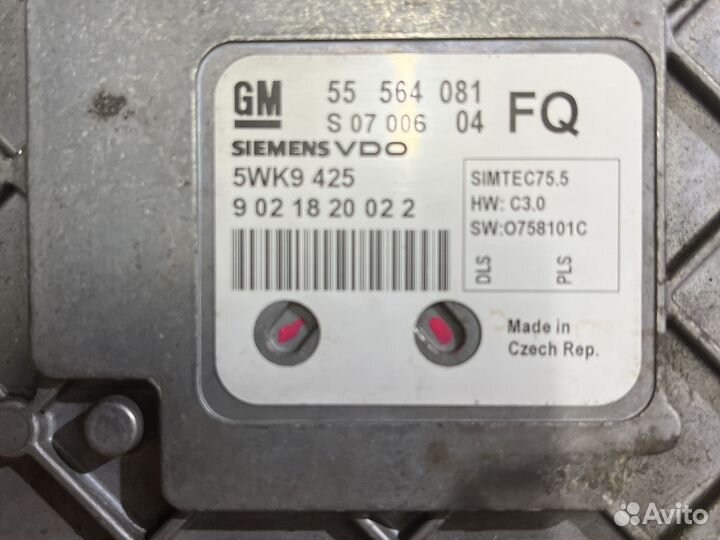 GM 55 564 081 FQ
S 07 006 04
SIEMENS VDO
5WK9 425
9 02 18 20 02 2
SIMTEC75.5
HW: C3.0
SW:O758101C
DLS
PLS
Made in
Czech Rep.
Avito